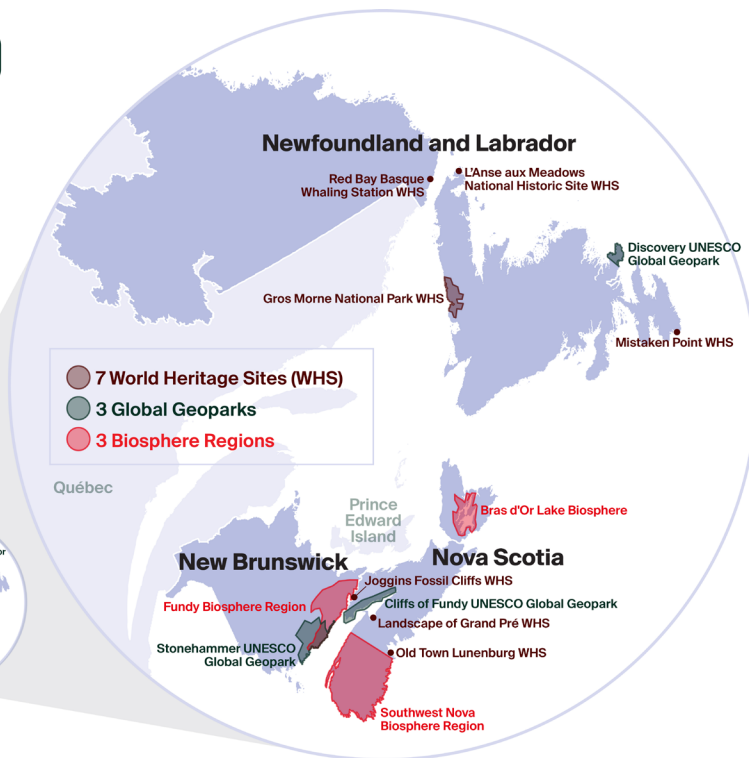 Newfoundland and Labrador
Red Bay Basque
Whaling Station WHS
L'Anse aux Meadows
National Historic Site WHS
Discovery UNESCO
Global Geopark
Gros Morne National Park WHS
Mistaken Point WHS
7 World Heritage Sites (WHS)
3 Global Geoparks
3 Biosphere Regions
Québec
Prince
Edward
Island
Bras d'Or Lake Biosphere
New Brunswick
Nova Scotia
Joggins Fossil Cliffs WHS
Fundy Biosphere Region
Cliffs of Fundy UNESCO Global Geopark
Landscape of Grand Pré WHS
Stonehammer UNESCO
Global Geopark
Old Town Lunenburg WHS
Southwest Nova
Biosphere Region